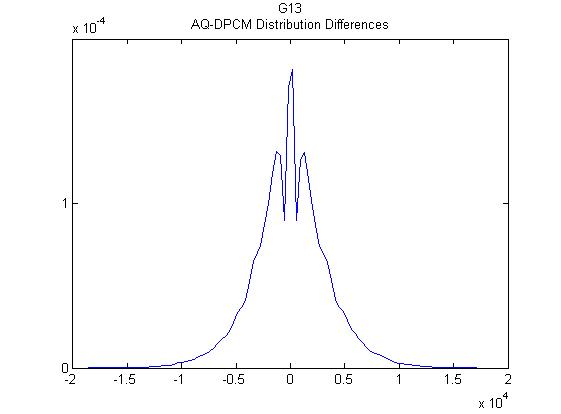 G13
AQ-DPCM Distribution Differences
x 10^-4
1
0
-2 -1.5 -1 -0.5 0 0.5 1 1.5 2
x 10^4